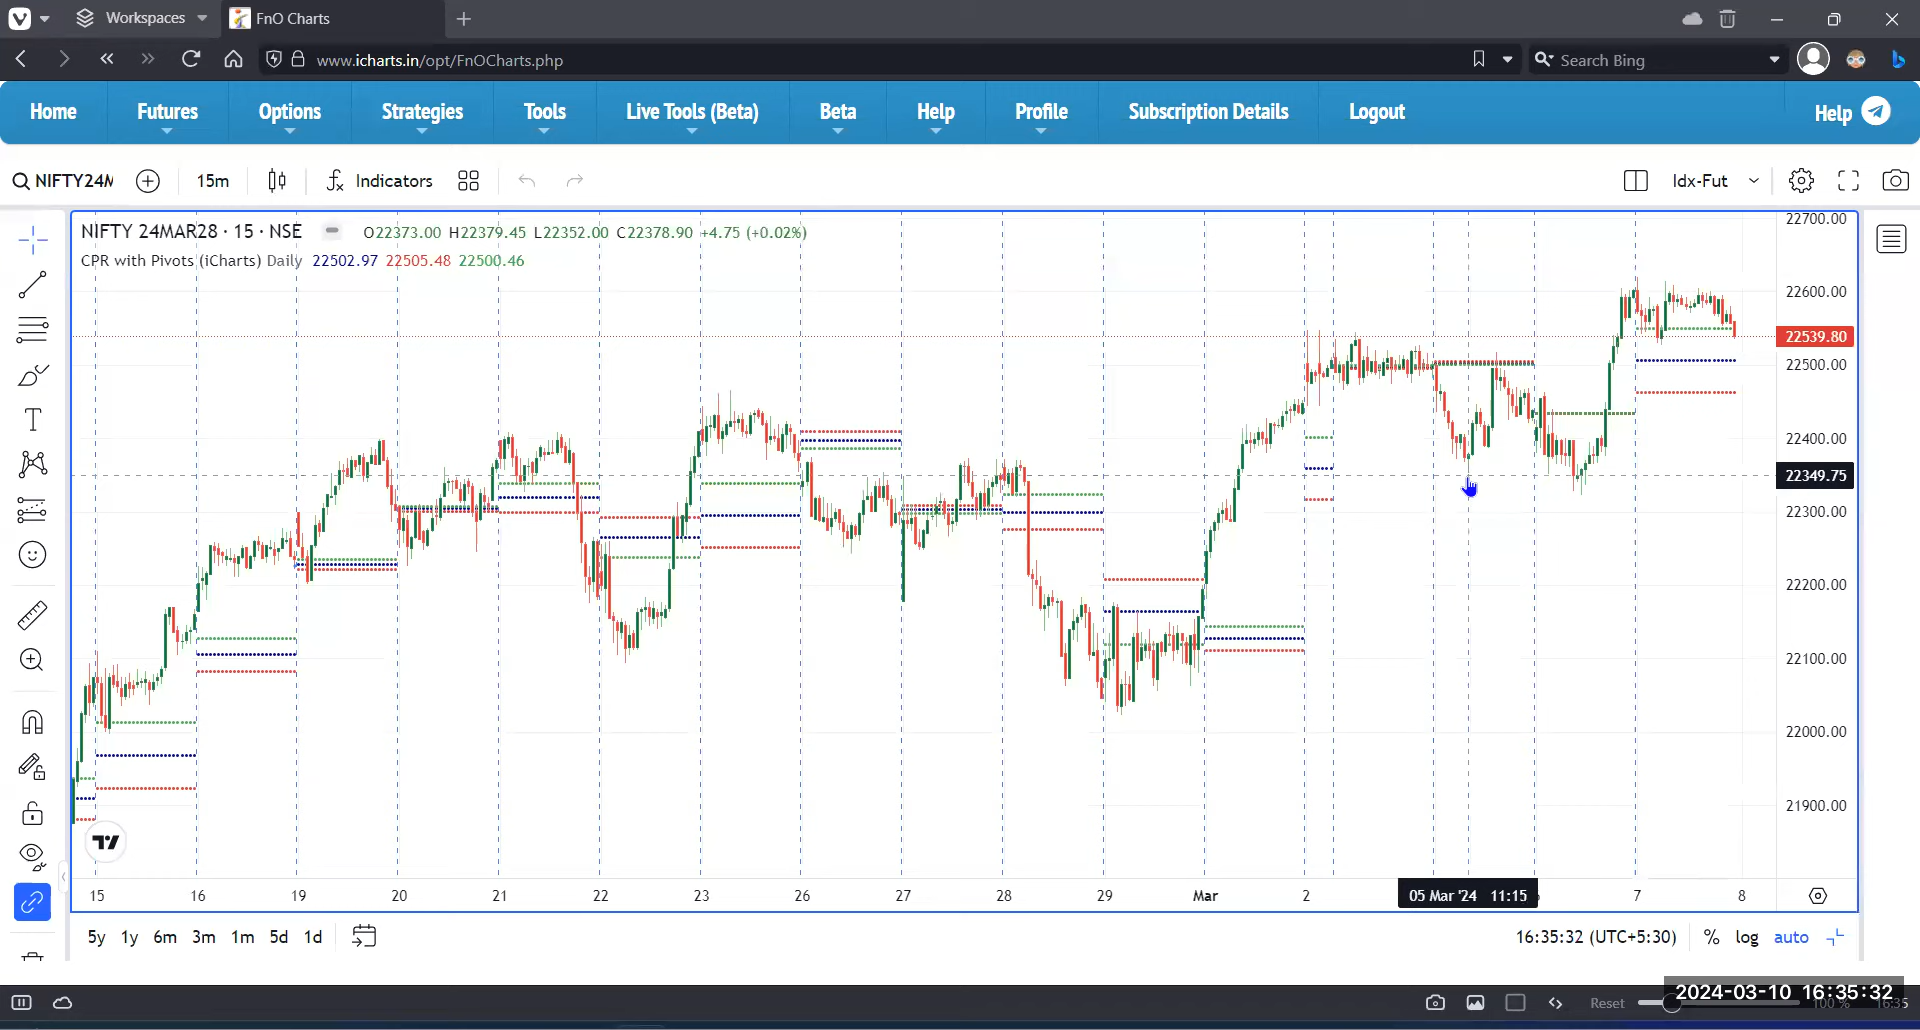 Workspaces
FnO Charts
www.icharts.in/opt/FnOCharts.php
Search Bing
Home Futures Options Strategies Tools Live Tools (Beta) Beta Help Profile Subscription Details Logout Help
NIFTY24M 15m Indicators Idx-Fut
NIFTY 24MAR28 · 15 · NSE O22373.00 H22379.45 L22352.00 C22378.90 +4.75 (+0.02%)
CPR with Pivots (iCharts) Daily 22502.97 22505.48 22500.46
22700.00
22600.00
22539.80
22500.00
22400.00
22349.75
22300.00
22200.00
22100.00
22000.00
21900.00
15 16 19 20 21 22 23 26 27 28 29 Mar 2 05 Mar '24 11:15 7 8
5y 1y 6m 3m 1m 5d 1d 16:35:32 (UTC+5:30) % log auto
Reset 100 % 16:35
2024-03-10 16:35:32